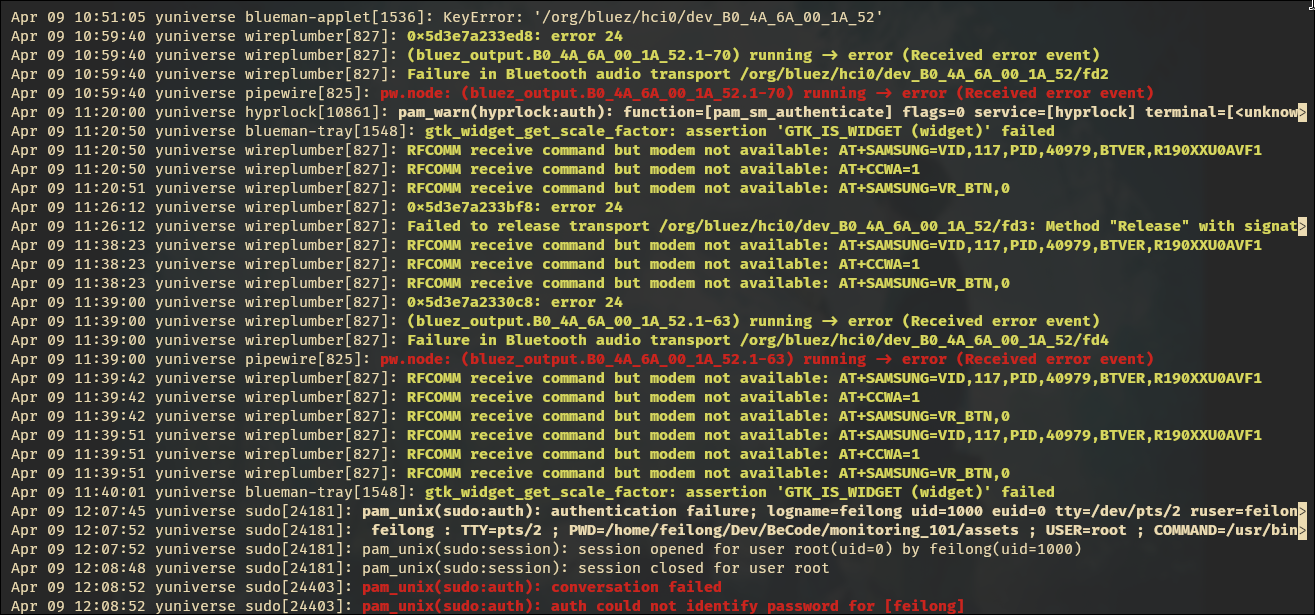 Apr 09 10:51:05 yuniverse blueman-applet[1536]: KeyError: '/org/bluez/hci0/dev_B0_4A_6A_00_1A_52'
Apr 09 10:59:40 yuniverse wireplumber[827]: 0×5d3e7a233ed8: error 24
Apr 09 10:59:40 yuniverse wireplumber[827]: (bluez_output.B0_4A_6A_00_1A_52.1-70) running → error (Received error event)
Apr 09 10:59:40 yuniverse wireplumber[827]: Failure in Bluetooth audio transport /org/bluez/hci0/dev_B0_4A_6A_00_1A_52/fd2
Apr 09 10:59:40 yuniverse pipewire[825]: pw.node: (bluez_output.B0_4A_6A_00_1A_52.1-70) running → error (Received error event)
Apr 09 11:20:00 yuniverse hyprlock[10861]: pam_warn(hyprlock:auth): function=[pam_sm_authenticate] flags=0 service=[hyprlock] terminal=[<unknow>
Apr 09 11:20:50 yuniverse blueman-tray[1548]: gtk_widget_get_scale_factor: assertion 'GTK_IS_WIDGET (widget)' failed
Apr 09 11:20:50 yuniverse wireplumber[827]: RFCOMM receive command but modem not available: AT+SAMSUNG=VID,117,PID,40979,BTVER,R190XXU0AVF1
Apr 09 11:20:50 yuniverse wireplumber[827]: RFCOMM receive command but modem not available: AT+CCWA=1
Apr 09 11:20:51 yuniverse wireplumber[827]: RFCOMM receive command but modem not available: AT+SAMSUNG=VR_BTN,0
Apr 09 11:26:12 yuniverse wireplumber[827]: 0×5d3e7a233bf8: error 24
Apr 09 11:26:12 yuniverse wireplumber[827]: Failed to release transport /org/bluez/hci0/dev_B0_4A_6A_00_1A_52/fd3: Method "Release" with signat>
Apr 09 11:38:23 yuniverse wireplumber[827]: RFCOMM receive command but modem not available: AT+SAMSUNG=VID,117,PID,40979,BTVER,R190XXU0AVF1
Apr 09 11:38:23 yuniverse wireplumber[827]: RFCOMM receive command but modem not available: AT+CCWA=1
Apr 09 11:38:23 yuniverse wireplumber[827]: RFCOMM receive command but modem not available: AT+SAMSUNG=VR_BTN,0
Apr 09 11:39:00 yuniverse wireplumber[827]: 0×5d3e7a2330c8: error 24
Apr 09 11:39:00 yuniverse wireplumber[827]: (bluez_output.B0_4A_6A_00_1A_52.1-63) running → error (Received error event)
Apr 09 11:39:00 yuniverse wireplumber[827]: Failure in Bluetooth audio transport /org/bluez/hci0/dev_B0_4A_6A_00_1A_52/fd4
Apr 09 11:39:00 yuniverse pipewire[825]: pw.node: (bluez_output.B0_4A_6A_00_1A_52.1-63) running → error (Received error event)
Apr 09 11:39:42 yuniverse wireplumber[827]: RFCOMM receive command but modem not available: AT+SAMSUNG=VID,117,PID,40979,BTVER,R190XXU0AVF1
Apr 09 11:39:42 yuniverse wireplumber[827]: RFCOMM receive command but modem not available: AT+CCWA=1
Apr 09 11:39:42 yuniverse wireplumber[827]: RFCOMM receive command but modem not available: AT+SAMSUNG=VR_BTN,0
Apr 09 11:39:51 yuniverse wireplumber[827]: RFCOMM receive command but modem not available: AT+SAMSUNG=VID,117,PID,40979,BTVER,R190XXU0AVF1
Apr 09 11:39:51 yuniverse wireplumber[827]: RFCOMM receive command but modem not available: AT+CCWA=1
Apr 09 11:39:51 yuniverse wireplumber[827]: RFCOMM receive command but modem not available: AT+SAMSUNG=VR_BTN,0
Apr 09 11:40:01 yuniverse blueman-tray[1548]: gtk_widget_get_scale_factor: assertion 'GTK_IS_WIDGET (widget)' failed
Apr 09 12:07:45 yuniverse sudo[24181]: pam_unix(sudo:auth): authentication failure; logname=feilong uid=1000 euid=0 tty=/dev/pts/2 ruser=feilon>
Apr 09 12:07:52 yuniverse sudo[24181]:  feilong : TTY=pts/2 ; PWD=/home/feilong/Dev/BeCode/monitoring_101/assets ; USER=root ; COMMAND=/usr/bin>
Apr 09 12:07:52 yuniverse sudo[24181]: pam_unix(sudo:session): session opened for user root(uid=0) by feilong(uid=1000)
Apr 09 12:08:48 yuniverse sudo[24181]: pam_unix(sudo:session): session closed for user root
Apr 09 12:08:52 yuniverse sudo[24403]: pam_unix(sudo:auth): conversation failed
Apr 09 12:08:52 yuniverse sudo[24403]: pam_unix(sudo:auth): auth could not identify password for [feilong]